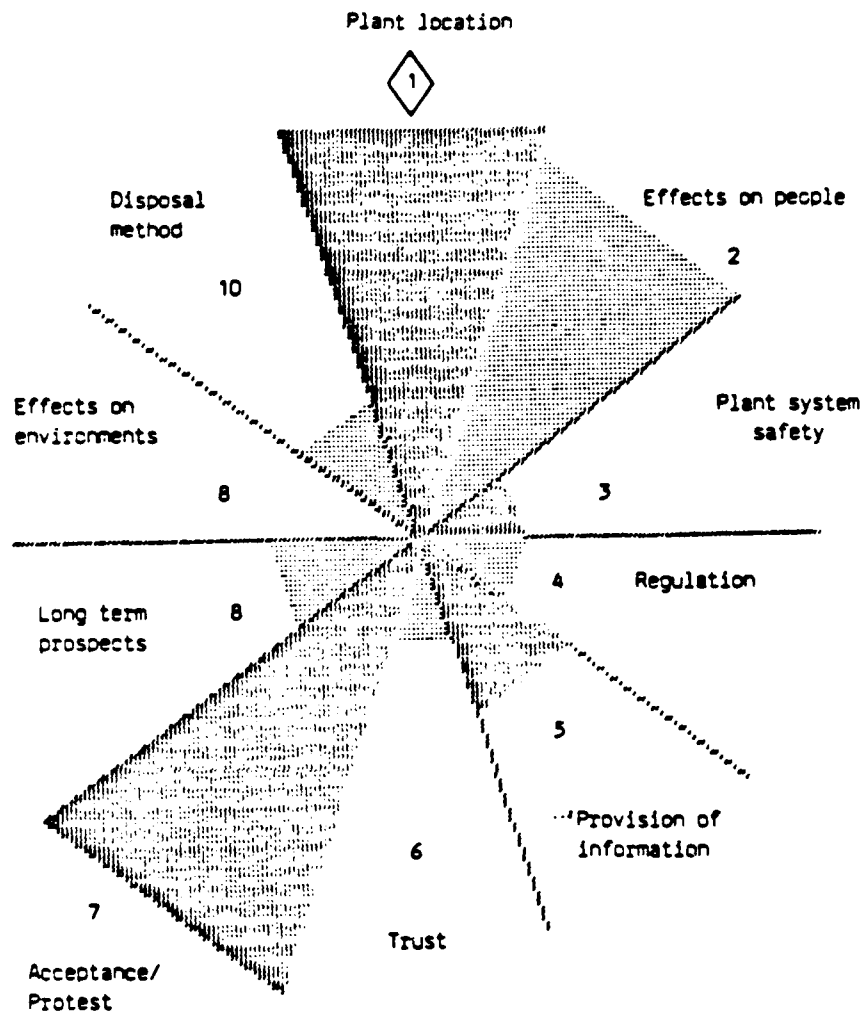 Plant location
1
Disposal
method
10
Effects on people
2
Effects on
environments
8
Plant system
safety
3
4
Regulation
Long term
prospects
8
5
Provision of
information
6
Trust
7
Acceptance/
Protest